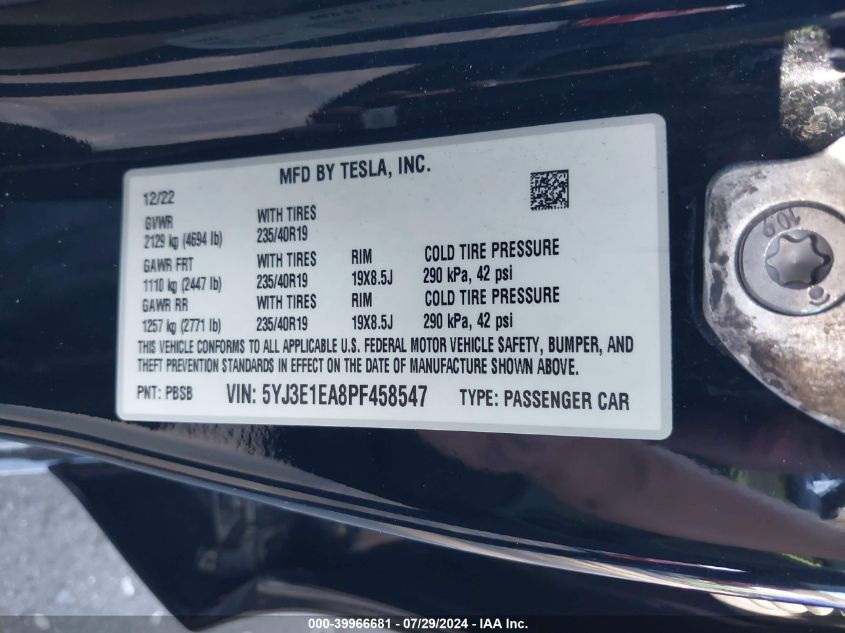 MFD BY TESLA, INC.
12/22
GVWR WITH TIRES
2129 kg (4694 lb) 235/40R19
GAWR FRT WITH TIRES RIM COLD TIRE PRESSURE
1110 kg (2447 lb) 235/40R19 19X8.5J 290 kPa, 42 psi
GAWR RR WITH TIRES RIM COLD TIRE PRESSURE
1257 kg (2771 lb) 235/40R19 19X8.5J 290 kPa, 42 psi
THIS VEHICLE CONFORMS TO ALL APPLICABLE U.S. FEDERAL MOTOR VEHICLE SAFETY, BUMPER, AND
THEFT PREVENTION STANDARDS IN EFFECT ON THE DATE OF MANUFACTURE SHOWN ABOVE.
PNT: PBSB VIN: 5YJ3E1EA8PF458547 TYPE: PASSENGER CAR
10.9
000-39966681 / 07/29/2024 - IAA Inc.